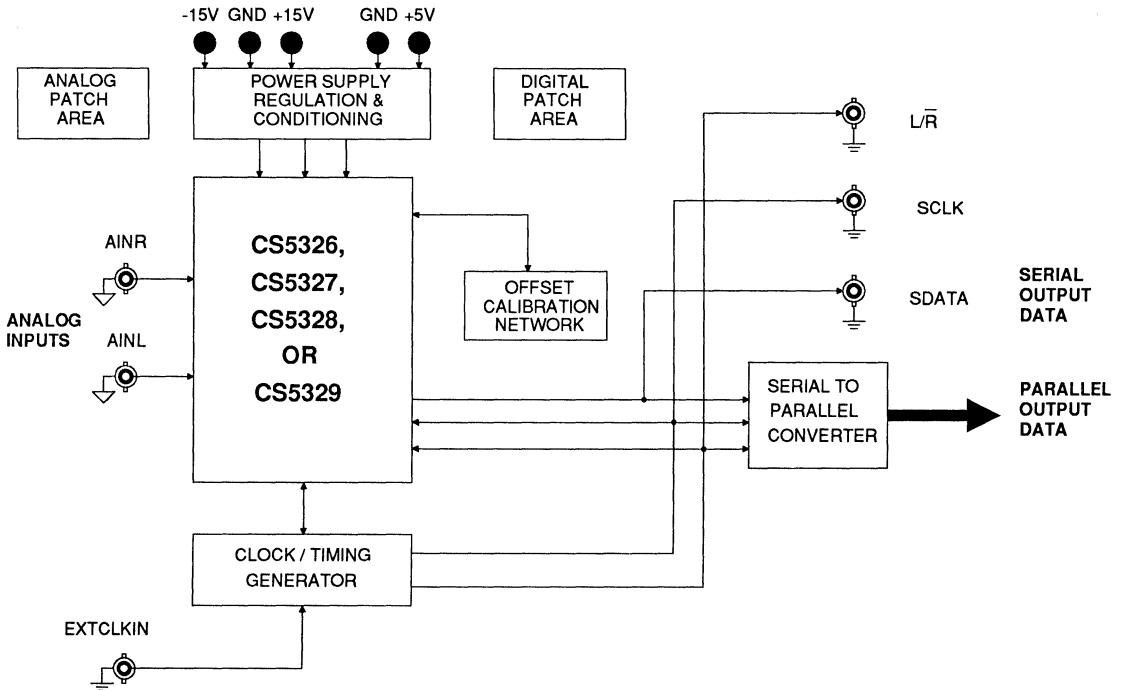 -15V GND +15V GND +5V
ANALOG
PATCH
AREA
POWER SUPPLY
REGULATION &
CONDITIONING
DIGITAL
PATCH
AREA
L/R̅
SCLK
SDATA
SERIAL
OUTPUT
DATA
AINR
ANALOG
INPUTS
AINL
CS5326,
CS5327,
CS5328,
OR
CS5329
OFFSET
CALIBRATION
NETWORK
SERIAL TO
PARALLEL
CONVERTER
PARALLEL
OUTPUT
DATA
CLOCK / TIMING
GENERATOR
EXTCLKIN